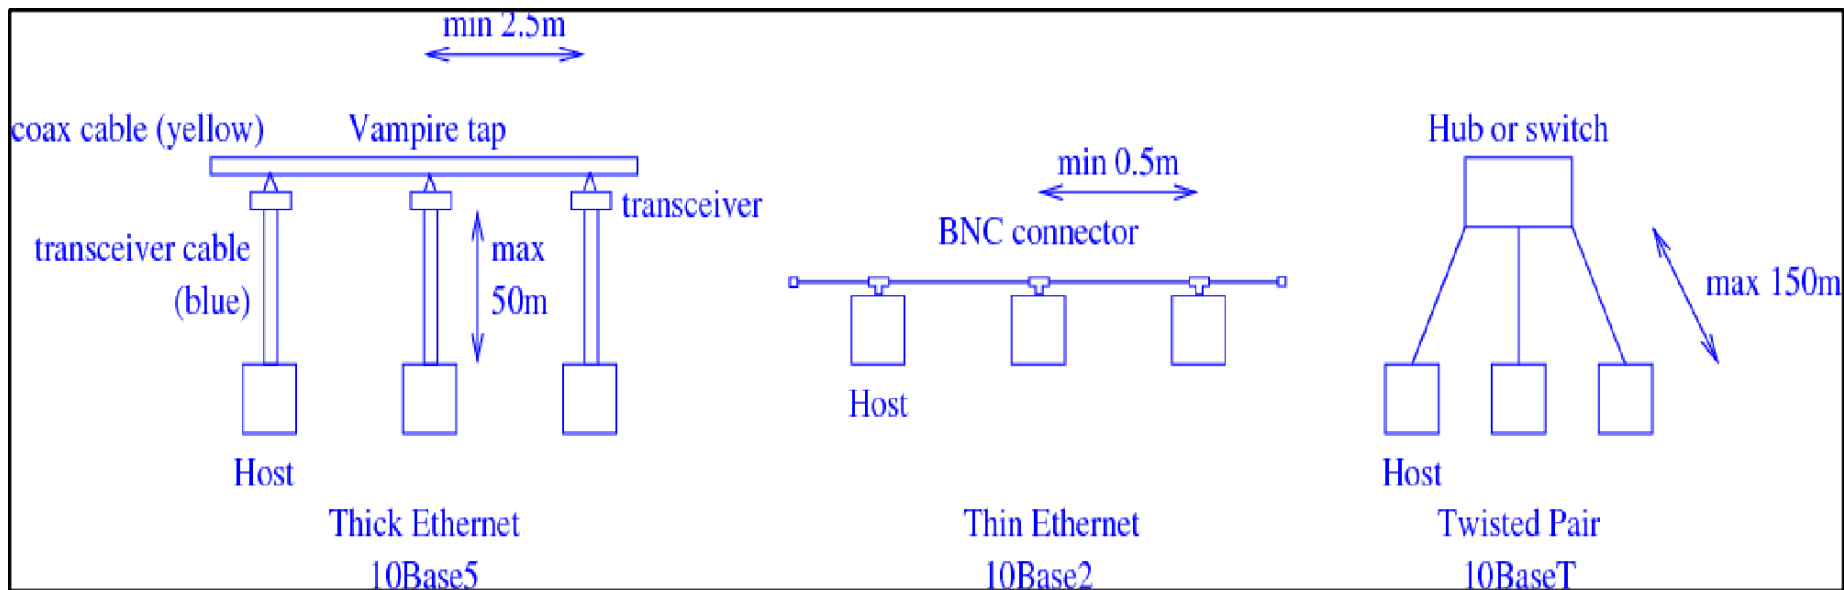 min 2.5m
coax cable (yellow)
Vampire tap
transceiver
transceiver cable
(blue)
max
50m
Host
Thick Ethernet
10Base5
min 0.5m
BNC connector
Host
Thin Ethernet
10Base2
Hub or switch
max 150m
Host
Twisted Pair
10BaseT